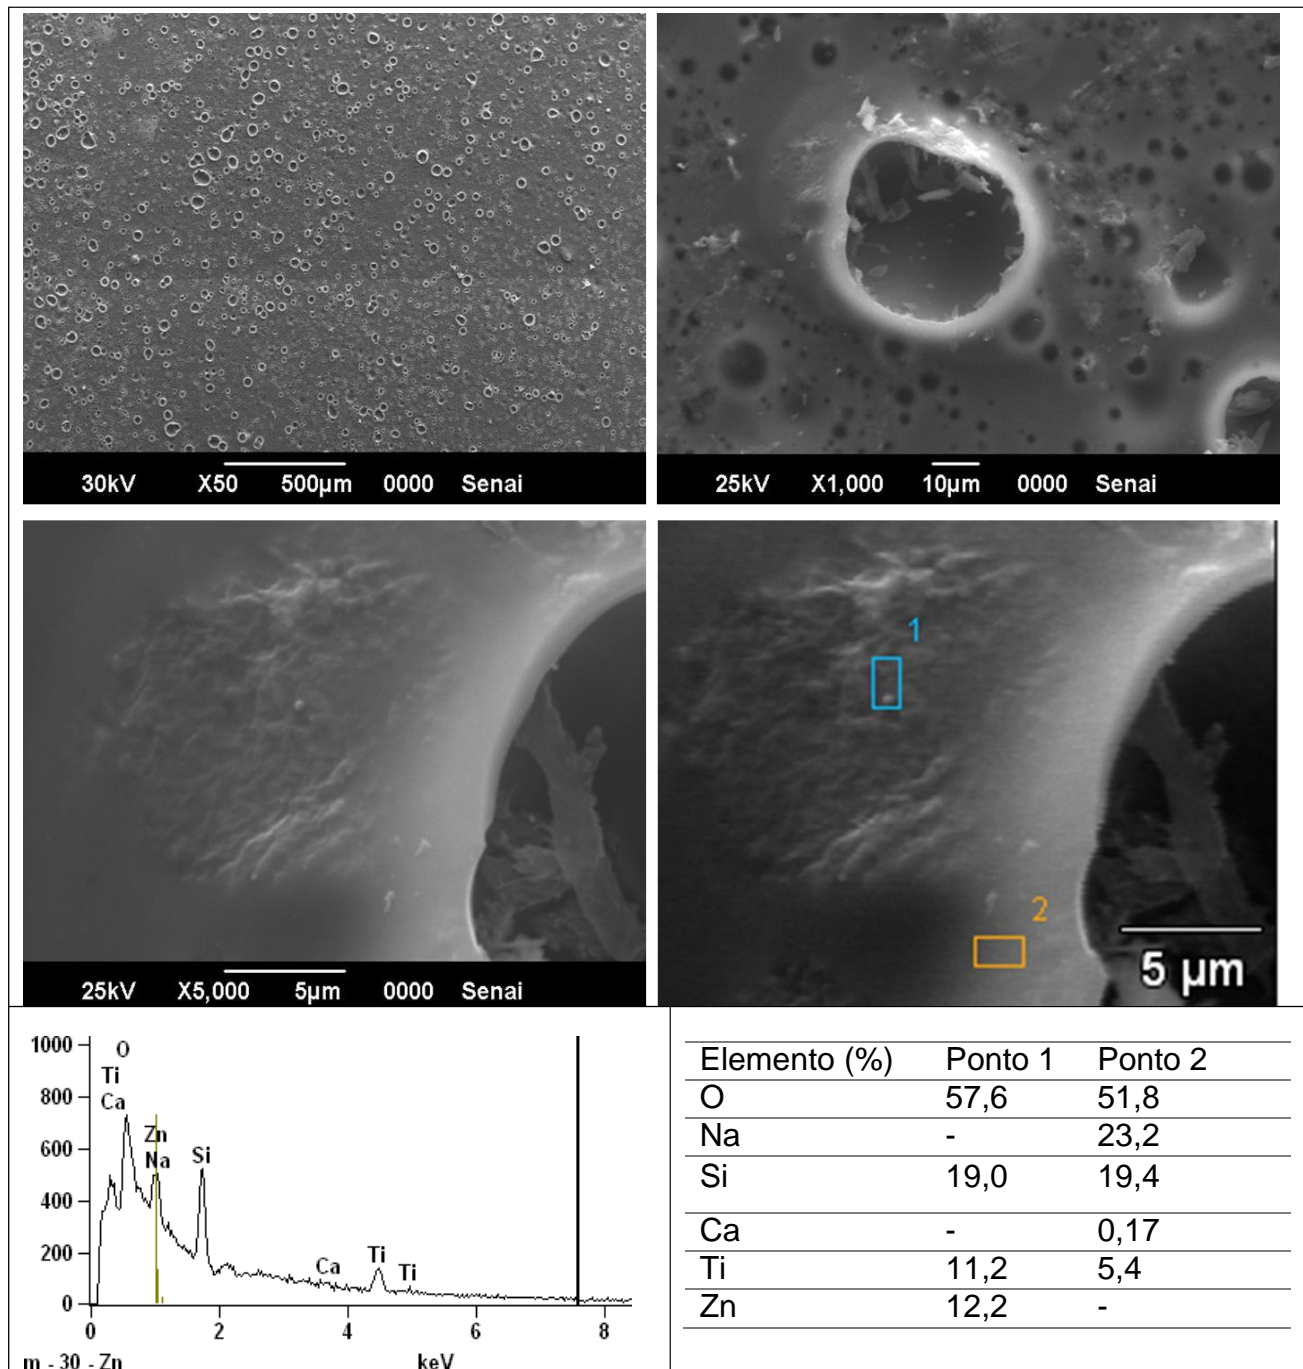 30kV X50 500µm 0000 Senai
25kV X1,000 10µm 0000 Senai
1
2
5 µm
25kV X5,000 5µm 0000 Senai
1000
800
600
400
200
0
O
Ti
Ca
Zn
Na
Si
Ca
Ti
Ti
0 2 4 6 8
m - 30 - Zn keV
Elemento (%) Ponto 1 Ponto 2
O 57,6 51,8
Na - 23,2
Si 19,0 19,4
Ca - 0,17
Ti 11,2 5,4
Zn 12,2 -